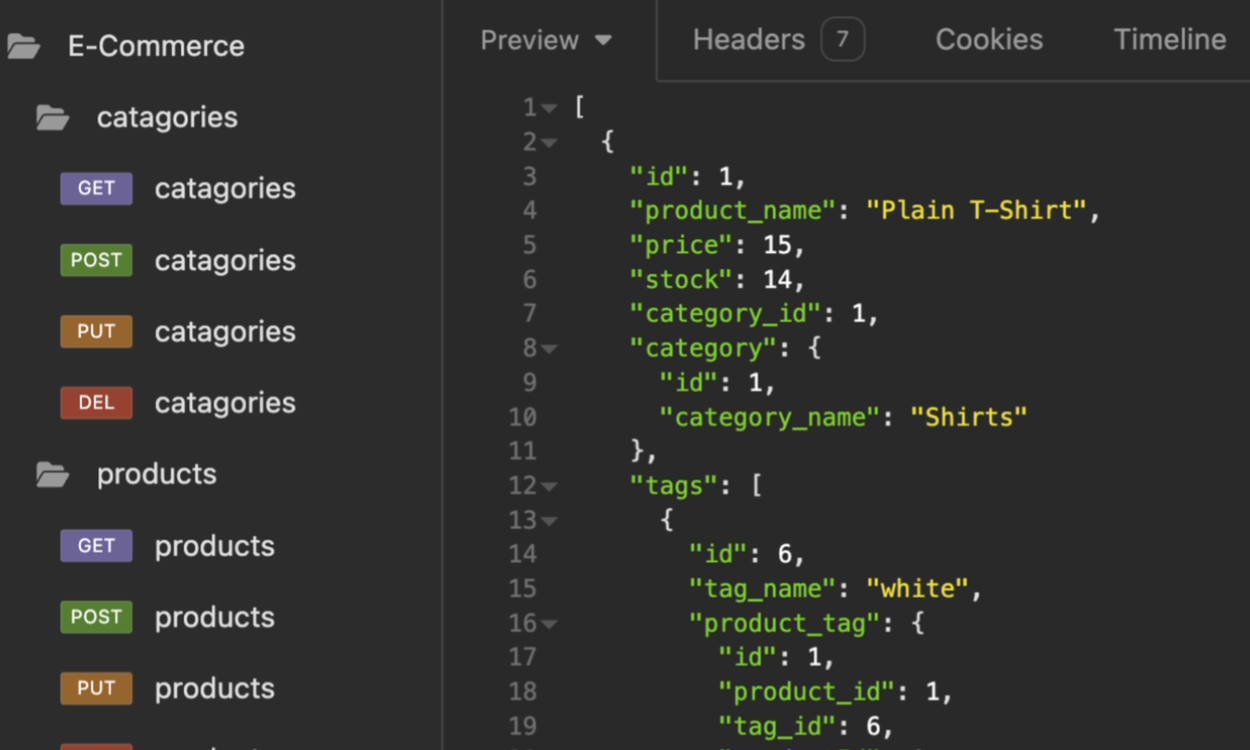 E-Commerce
catagories
GET catagories
POST catagories
PUT catagories
DEL catagories
products
GET products
POST products
PUT products
Preview Headers 7 Cookies Timeline
1 [
2 {
3 "id": 1,
4 "product_name": "Plain T-Shirt",
5 "price": 15,
6 "stock": 14,
7 "category_id": 1,
8 "category": {
9 "id": 1,
10 "category_name": "Shirts"
11 },
12 "tags": [
13 {
14 "id": 6,
15 "tag_name": "white",
16 "product_tag": {
17 "id": 1,
18 "product_id": 1,
19 "tag_id": 6,